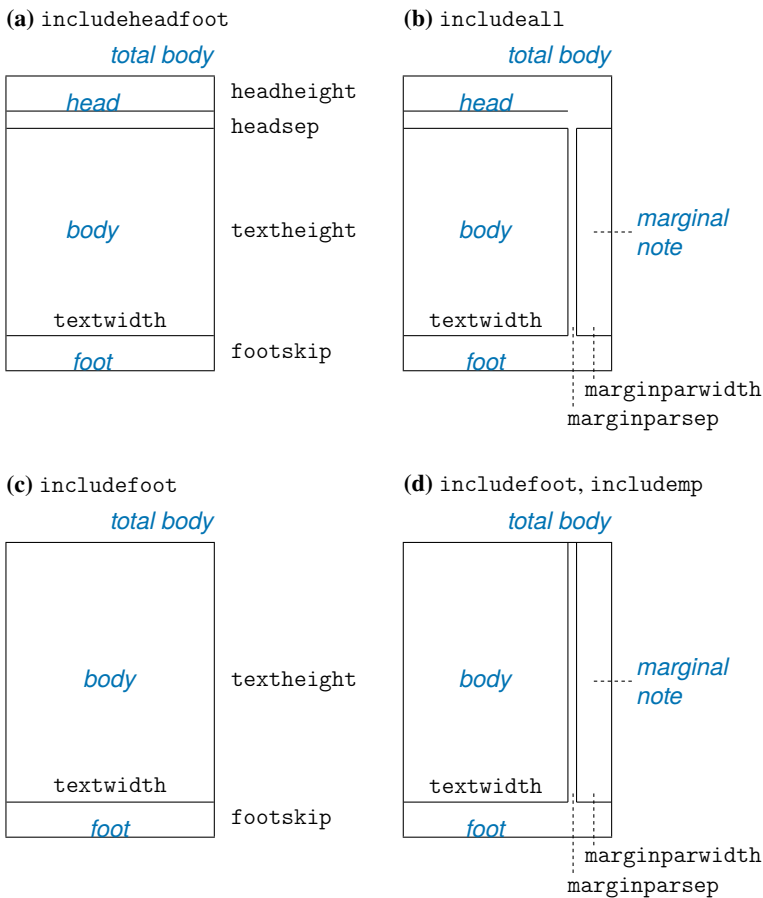 (a) includeheadfoot
total body
head
headheight
headsep
body
textheight
textwidth
foot
footskip
(b) includeall
total body
head
body
marginal
note
textwidth
foot
marginparwidth
marginparsep
(c) includefoot
total body
body
textheight
textwidth
foot
footskip
(d) includefoot, includemp
total body
body
marginal
note
textwidth
foot
marginparwidth
marginparsep